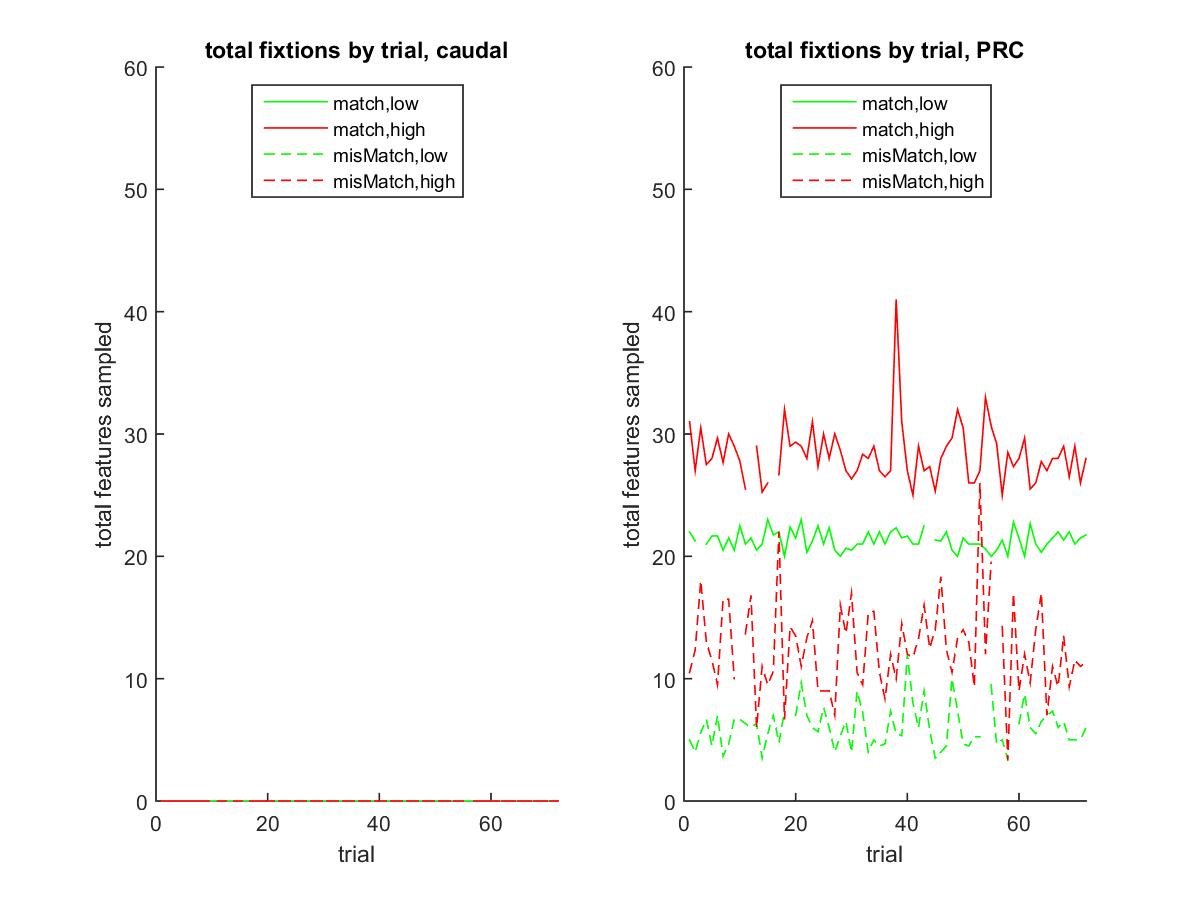 total fixtions by trial, caudal
60
50
40
30
20
10
0
total features sampled
match,low
match,high
misMatch,low
misMatch,high
0 20 40 60
trial
total fixtions by trial, PRC
60
50
40
30
20
10
0
total features sampled
match,low
match,high
misMatch,low
misMatch,high
0 20 40 60
trial